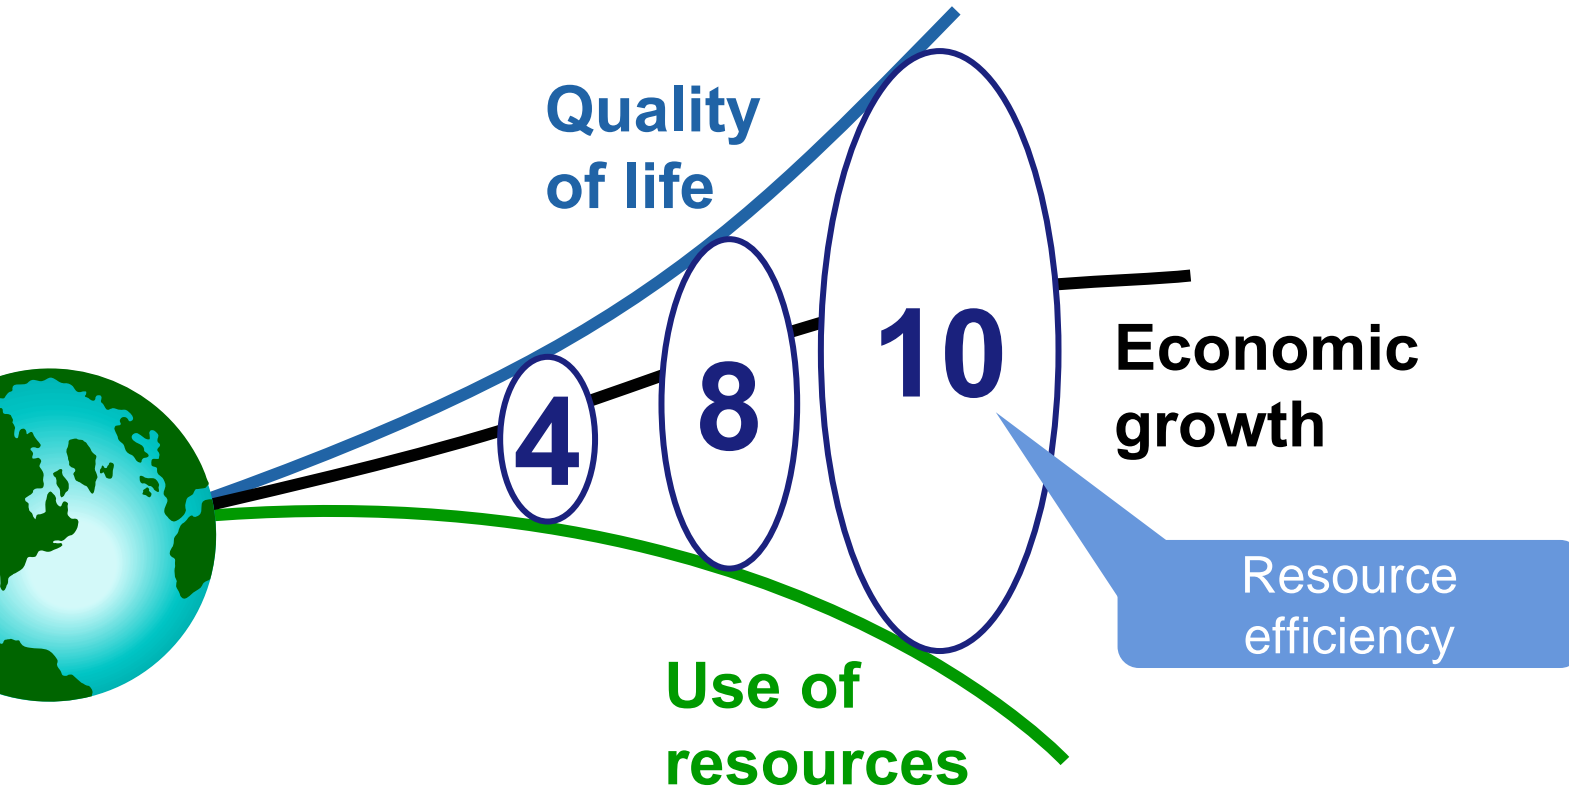 Quality
of life
4
8
10
Economic
growth
Resource
efficiency
Use of
resources